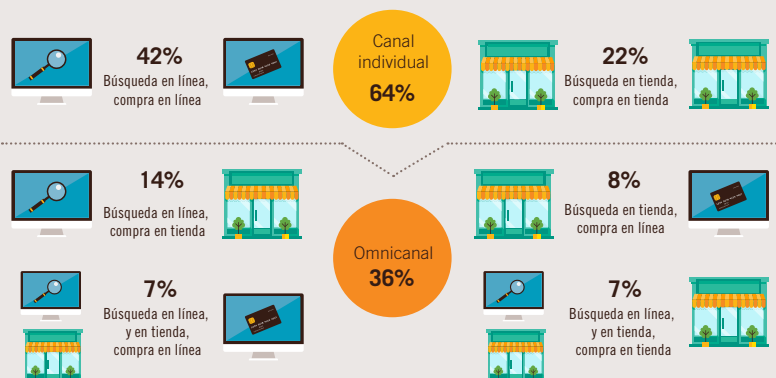 42%
Búsqueda en línea,
compra en línea
Canal
individual
64%
22%
Búsqueda en tienda,
compra en tienda
14%
Búsqueda en línea,
compra en tienda
Omnicanal
36%
8%
Búsqueda en tienda,
compra en línea
7%
Búsqueda en línea,
y en tienda,
compra en línea
7%
Búsqueda en línea,
y en tienda,
compra en tienda